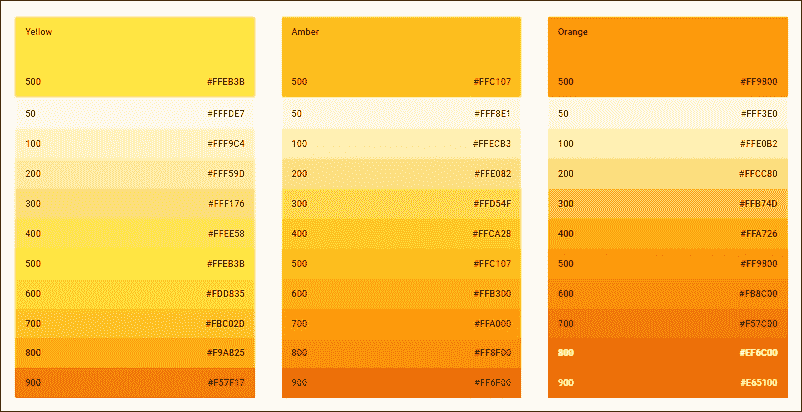 Yellow
500 #FFEB3B
50 #FFFDE7
100 #FFF9C4
200 #FFF59D
300 #FFF176
400 #FFEE58
500 #FFEB3B
600 #FDD835
700 #FBC02D
800 #F9A825
900 #F57F17
Amber
500 #FFC107
50 #FFF8E1
100 #FFECB3
200 #FFE082
300 #FFD54F
400 #FFCA28
500 #FFC107
600 #FFB300
700 #FFA000
800 #FF8F00
900 #FF6F00
Orange
500 #FF9800
50 #FFF3E0
100 #FFE0B2
200 #FFCC80
300 #FFB74D
400 #FFA726
500 #FF9800
600 #FB8C00
700 #F57C00
800 #EF6C00
900 #E65100